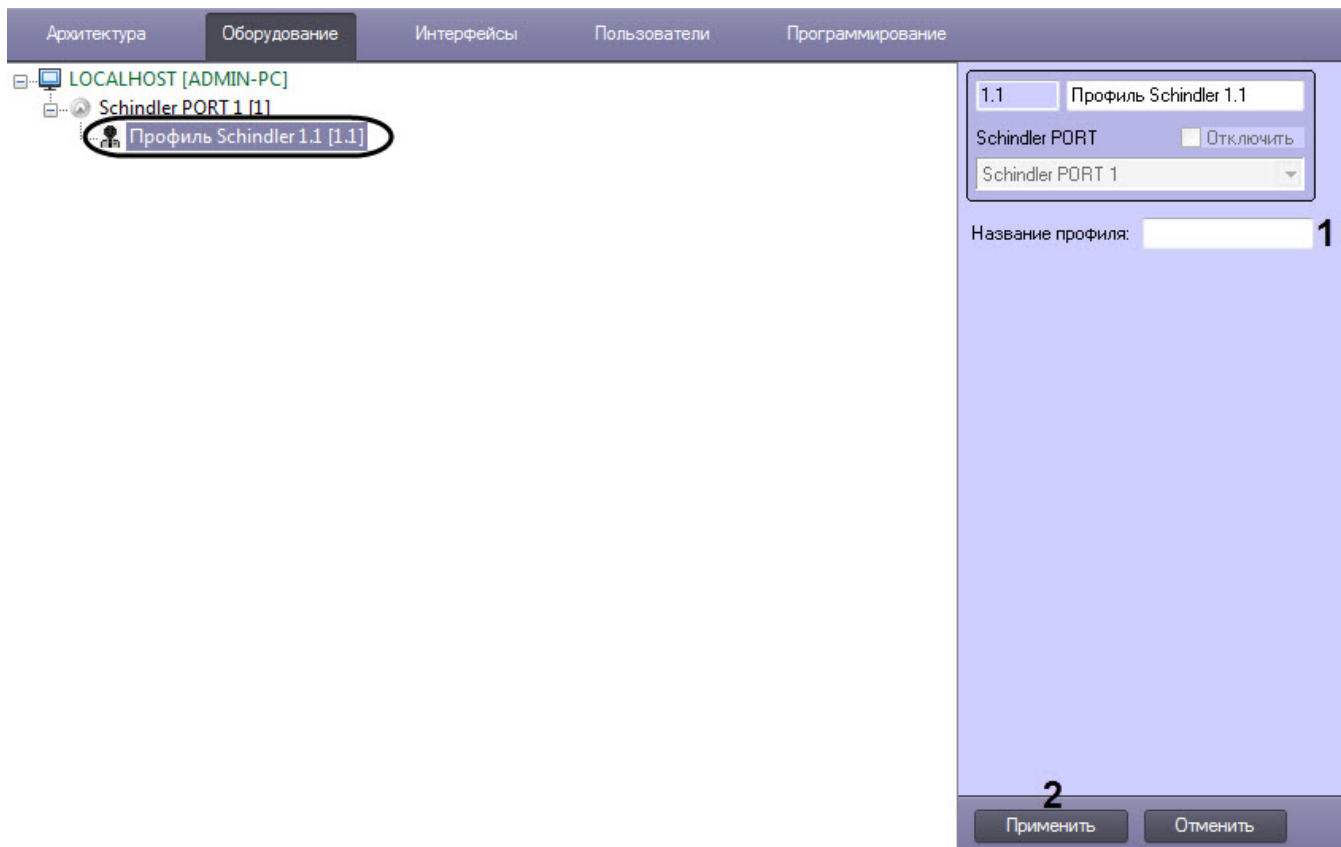 Архитектура Оборудование Интерфейсы Пользователи Программирование
LOCALHOST [ADMIN-PC]
Schindler PORT 1 [1]
Профиль Schindler 1.1 [1.1]
1.1 Профиль Schindler 1.1
Schindler PORT Отключить
Schindler PORT 1
Название профиля: 1
2
Применить Отменить